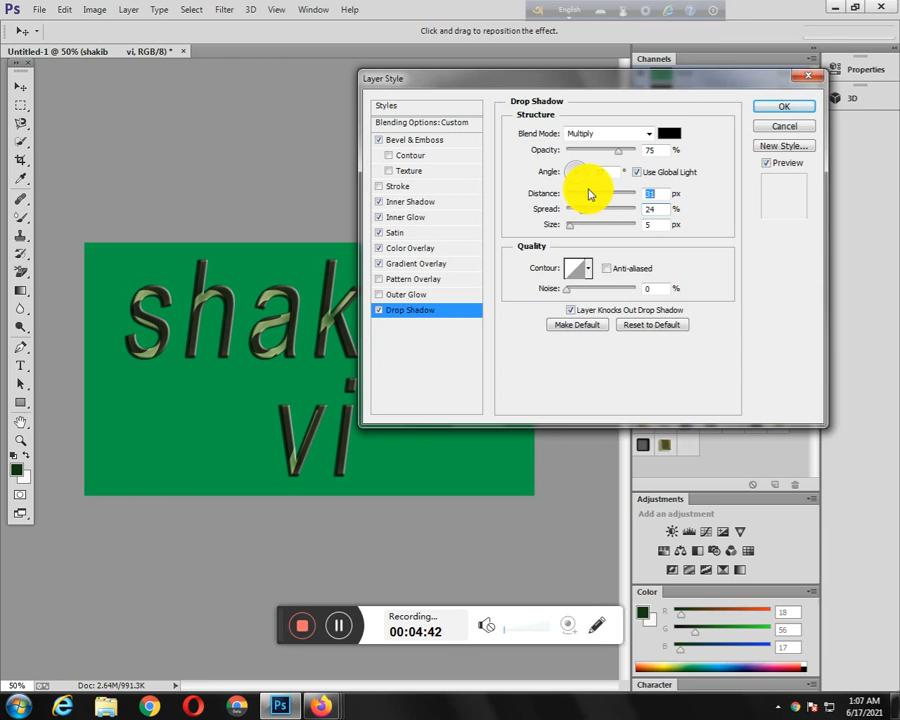 Ps File Edit Image Layer Type Select Filter 3D View Window Help
English
Click and drag to reposition the effect.
Untitled-1 @ 50% (shakib vi, RGB/8) * ×
Channels
Properties
3D
Layer Style
Styles
Blending Options: Custom
Bevel & Emboss
Contour
Texture
Stroke
Inner Shadow
Inner Glow
Satin
Color Overlay
Gradient Overlay
Pattern Overlay
Outer Glow
Drop Shadow
Drop Shadow
Structure
Blend Mode: Multiply
Opacity: 75 %
Angle: ° Use Global Light
Distance: 31 px
Spread: 24 %
Size: 5 px
Quality
Contour: Anti-aliased
Noise: 0 %
Layer Knocks Out Drop Shadow
Make Default Reset to Default
OK
Cancel
New Style...
Preview
shak
vi
Adjustments
Add an adjustment
Color
R 18
G 56
B 17
Character
Recording...
00:04:42
50% Doc: 2.64M/991.3K
Ps
1:07 AM
6/17/2021